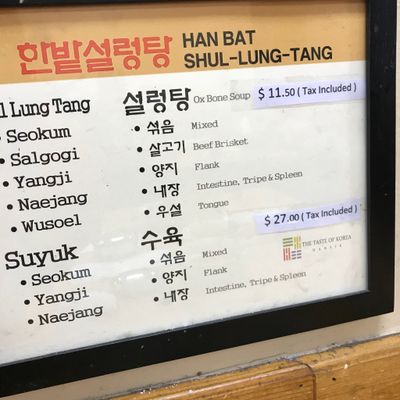 한밭설렁탕 HAN BAT
SHUL-LUNG-TANG
l Lung Tang 설렁탕 Ox Bone Soup $ 11.50 ( Tax Included )
• Seokum • 섞음 Mixed
• Salgogi • 살고기 Beef Brisket
• Yangji • 양지 Flank
• Naejang • 내장 Intestine, Tripe & Spleen
• Wusoel • 우설 Tongue
$ 27.00 ( Tax Included )
Suyuk 수육
• Seokum • 섞음 Mixed
• Yangji • 양지 Flank
• Naejang • 내장 Intestine, Tripe & Spleen
THE TASTE OF KOREA
HANSIK